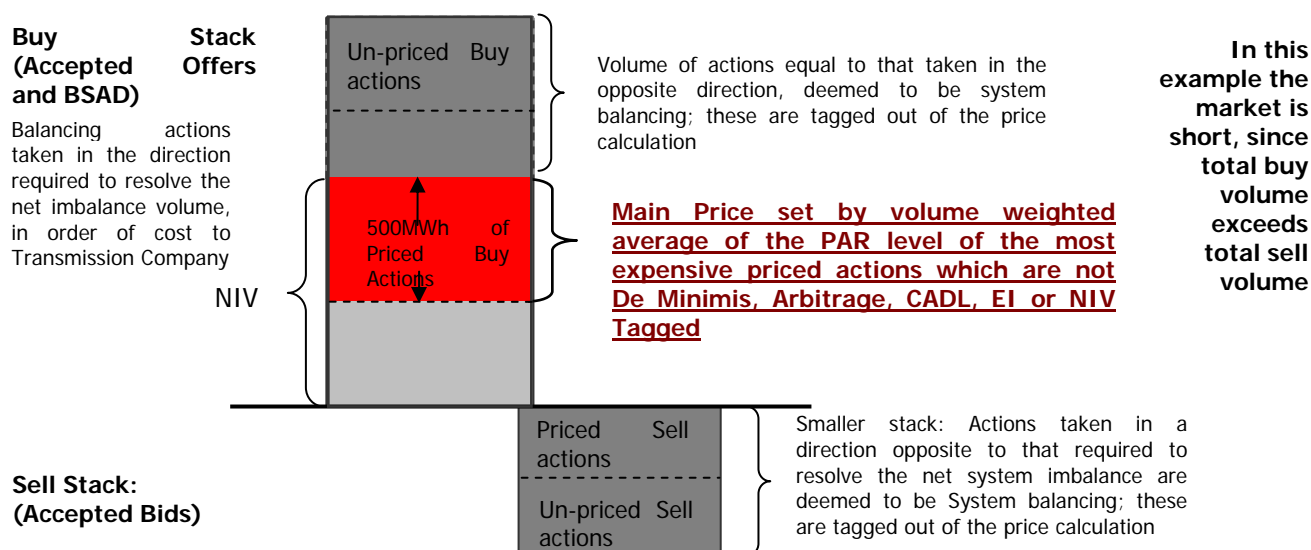 Buy Stack
(Accepted Offers
and BSAD)
Balancing actions
taken in the direction
required to resolve the
net imbalance volume,
in order of cost to
Transmission Company
NIV
Un-priced Buy
actions
500MWh of
Priced Buy
Actions
Volume of actions equal to that taken in the
opposite direction, deemed to be system
balancing; these are tagged out of the price
calculation
Main Price set by volume weighted
average of the PAR level of the most
expensive priced actions which are not
De Minimis, Arbitrage, CADL, EI or NIV
Tagged
In this
example the
market is
short, since
total buy
volume
exceeds
total sell
volume
Sell Stack:
(Accepted Bids)
Priced Sell
actions
Un-priced Sell
actions
Smaller stack: Actions taken in a
direction opposite to that required to
resolve the net system imbalance are
deemed to be System balancing; these
are tagged out of the price calculation